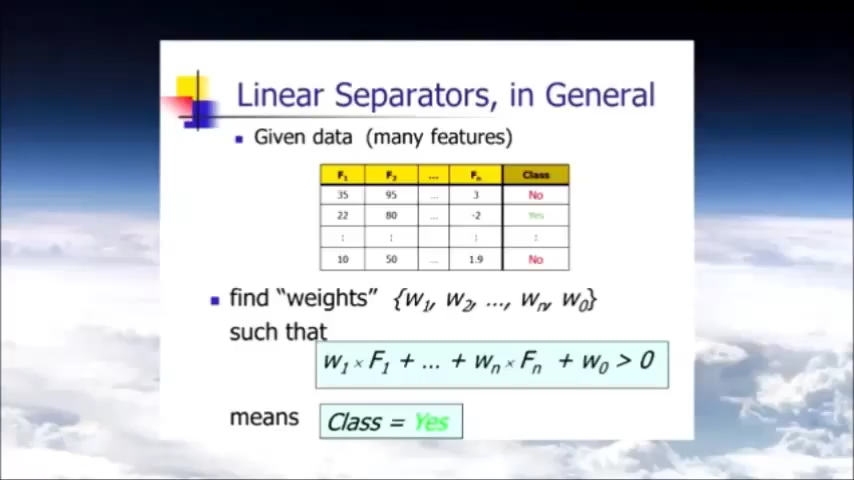 Linear Separators, in General
Given data (many features)
F₁ F₂ ... Fₙ Class
35 95 ... 3 No
22 80 ... -2 Yes
: : : :
10 50 ... 1.9 No
find “weights” {w₁, w₂, ..., wₙ, w₀}
such that
w₁ × F₁ + ... + wₙ × Fₙ + w₀ > 0
means Class = Yes